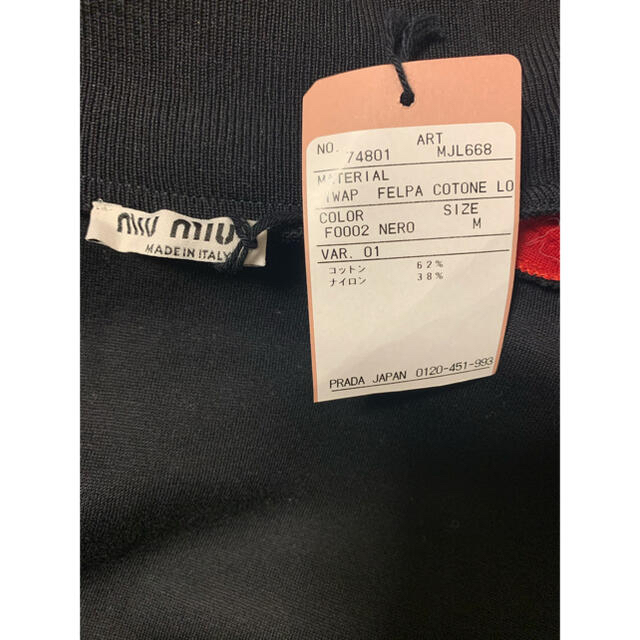 miu miu
MADE IN ITALY
NO. 74801 ART MJL668
MATERIAL
1WAP FELPA COTONE LO
COLOR SIZE
F0002 NERO M
VAR. 01
コットン 62%
ナイロン 38%
PRADA JAPAN 0120-451-993